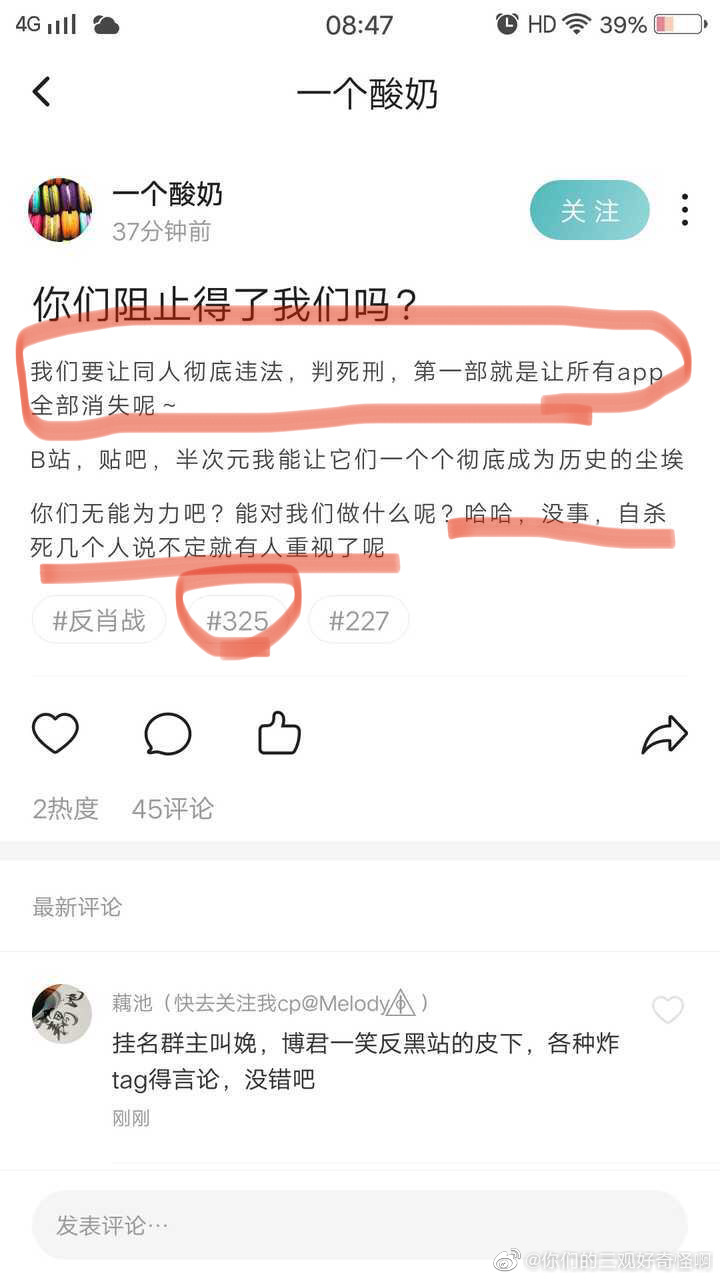 4G 08:47 HD 39%
一个酸奶
一个酸奶
37分钟前
关注
你们阻止得了我们吗？
我们要让同人彻底违法，判死刑，第一部就是让所有app
全部消失呢～
B站，贴吧，半次元我能让它们一个个彻底成为历史的尘埃
你们无能为力吧？能对我们做什么呢？哈哈，没事，自杀
死几个人说不定就有人重视了呢
#反肖战 #325 #227
2热度 45评论
最新评论
藕池（快去关注我cp@Melody）
挂名群主叫娩，博君一笑反黑站的皮下，各种炸
tag得言论，没错吧
刚刚
发表评论…
@你们的三观好奇怪啊